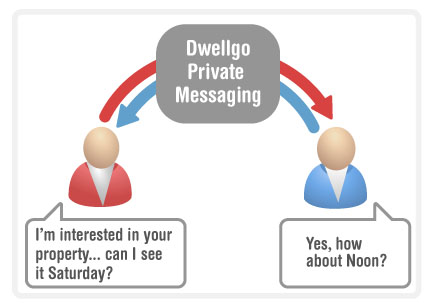 Dwellgo
Private
Messaging
I'm interested in your
property... can I see
it Saturday?
Yes, how
about Noon?